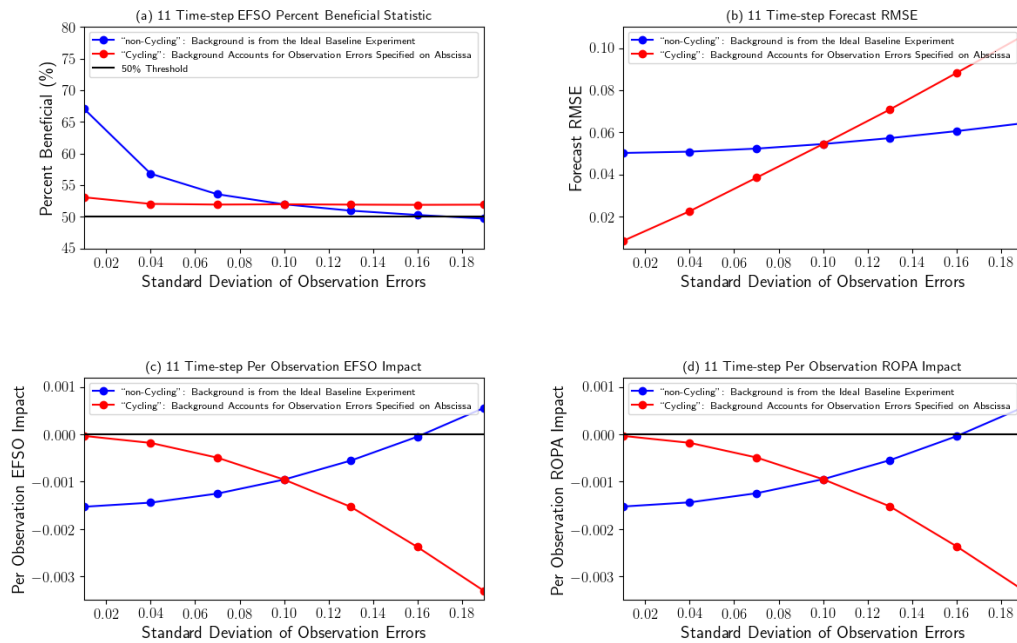 (a) 11 Time-step EFSO Percent Beneficial Statistic
80
75
70
65
60
55
50
45
Percent Beneficial (%)
"non-Cycling": Background is from the Ideal Baseline Experiment
"Cycling": Background Accounts for Observation Errors Specified on Abscissa
50% Threshold
0.02 0.04 0.06 0.08 0.10 0.12 0.14 0.16 0.18
Standard Deviation of Observation Errors
(b) 11 Time-step Forecast RMSE
0.10
0.08
0.06
0.04
0.02
Forecast RMSE
"non-Cycling": Background is from the Ideal Baseline Experiment
"Cycling": Background Accounts for Observation Errors Specified on Abscissa
0.02 0.04 0.06 0.08 0.10 0.12 0.14 0.16 0.18
Standard Deviation of Observation Errors
(c) 11 Time-step Per Observation EFSO Impact
0.001
0.000
−0.001
−0.002
−0.003
Per Observation EFSO Impact
"non-Cycling": Background is from the Ideal Baseline Experiment
"Cycling": Background Accounts for Observation Errors Specified on Abscissa
0.02 0.04 0.06 0.08 0.10 0.12 0.14 0.16 0.18
Standard Deviation of Observation Errors
(d) 11 Time-step Per Observation ROPA Impact
0.001
0.000
−0.001
−0.002
−0.003
Per Observation ROPA Impact
"non-Cycling": Background is from the Ideal Baseline Experiment
"Cycling": Background Accounts for Observation Errors Specified on Abscissa
0.02 0.04 0.06 0.08 0.10 0.12 0.14 0.16 0.18
Standard Deviation of Observation Errors